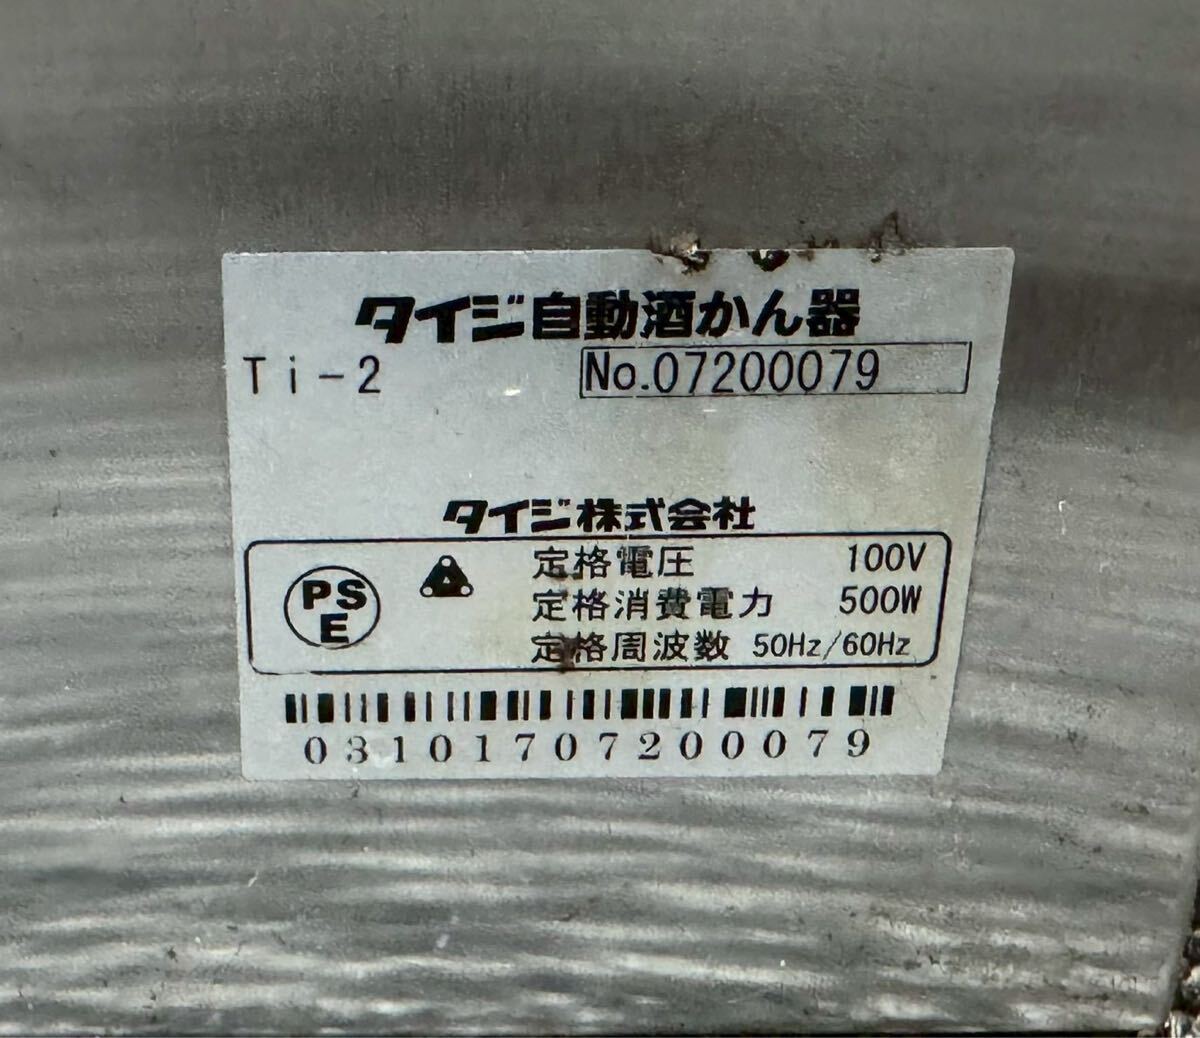 タイジ自動酒かん器
Ti-2 No.07200079
タイジ株式会社
PS
E
定格電圧 100V
定格消費電力 500W
定格周波数 50Hz/60Hz
03101707200079